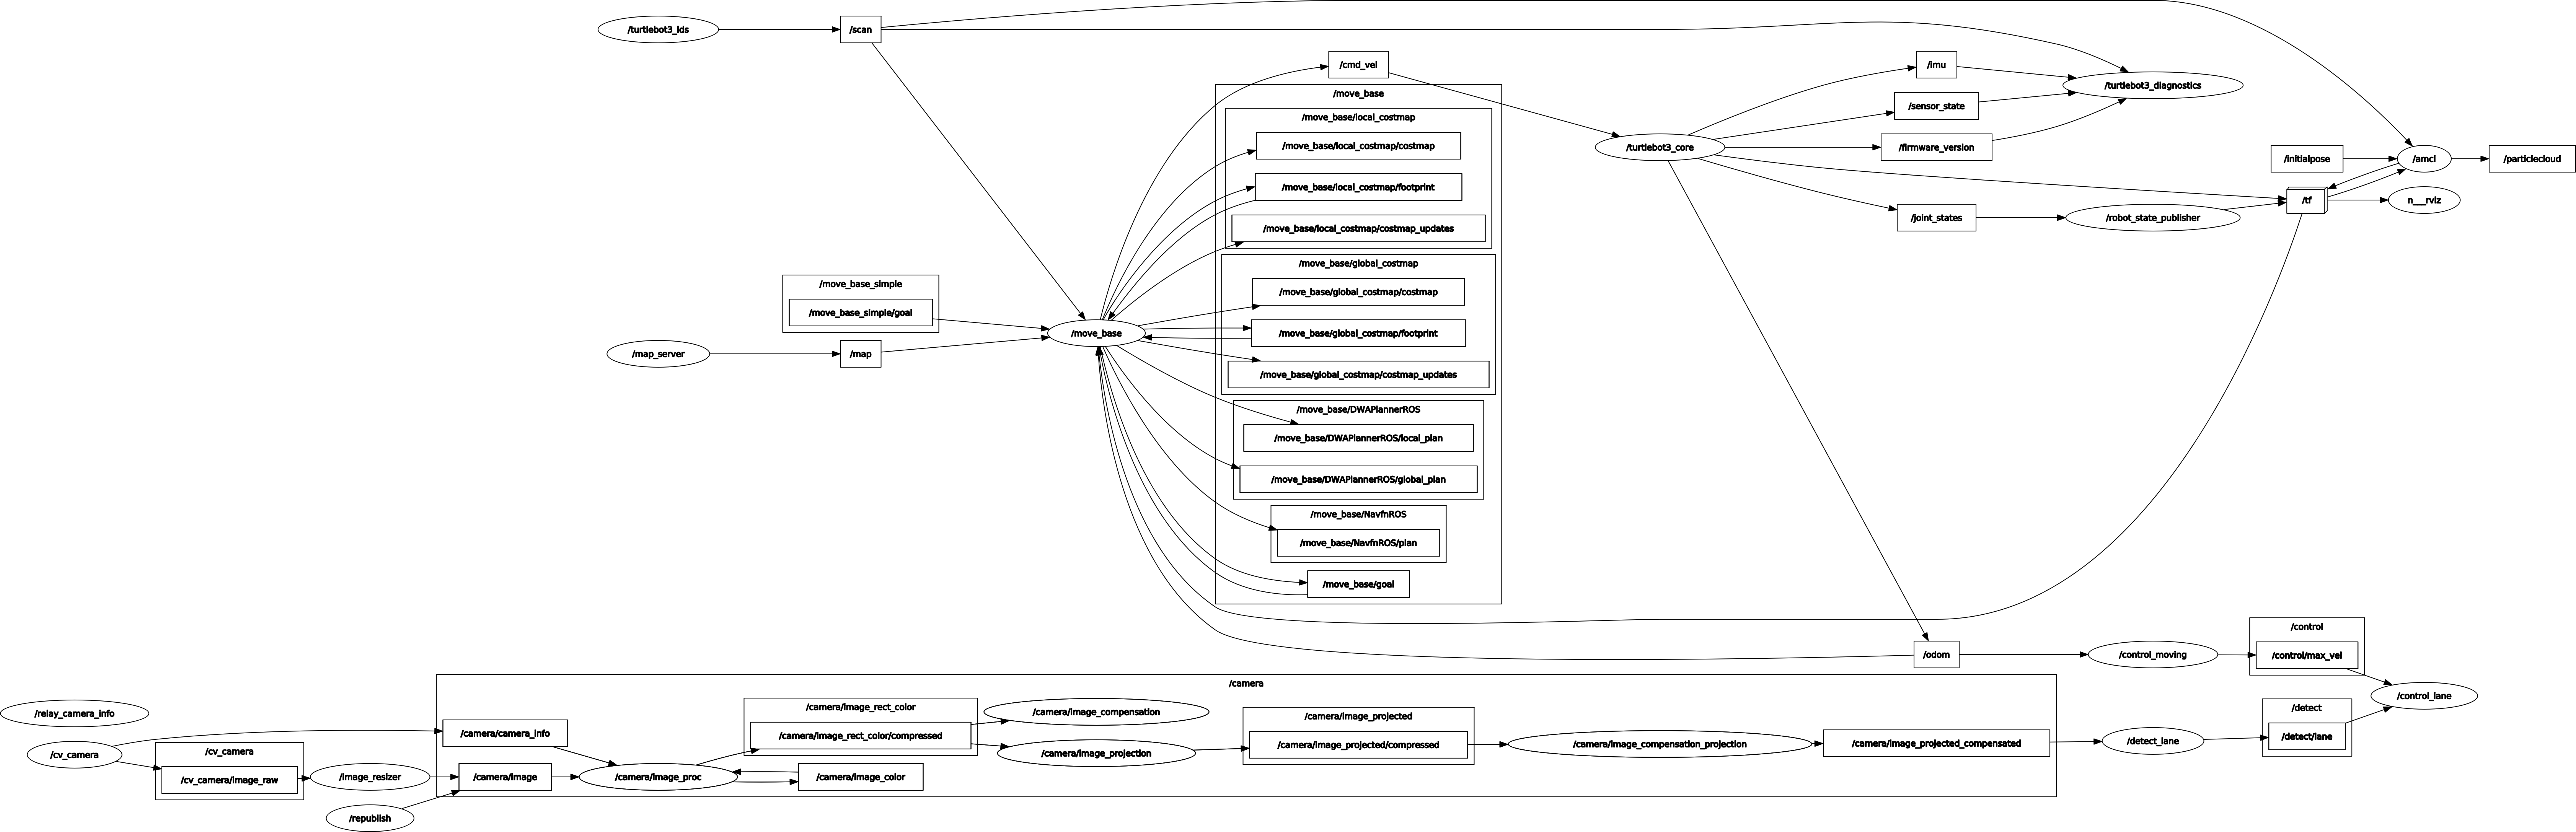 /turtlebot3_lds
/scan
/cmd_vel
/imu
/turtlebot3_diagnostics
/sensor_state
/firmware_version
/turtlebot3_core
/initialpose
/amcl
/particlecloud
/tf
n___rviz
/joint_states
/robot_state_publisher
/move_base
/move_base/local_costmap
/move_base/local_costmap/costmap
/move_base/local_costmap/footprint
/move_base/local_costmap/costmap_updates
/move_base/global_costmap
/move_base/global_costmap/costmap
/move_base/global_costmap/footprint
/move_base/global_costmap/costmap_updates
/move_base/DWAPlannerROS
/move_base/DWAPlannerROS/local_plan
/move_base/DWAPlannerROS/global_plan
/move_base/NavfnROS
/move_base/NavfnROS/plan
/move_base/goal
/move_base_simple
/move_base_simple/goal
/move_base
/map_server
/map
/odom
/control_moving
/control
/control/max_vel
/control_lane
/detect
/detect/lane
/detect_lane
/camera
/relay_camera_info
/cv_camera
/cv_camera
/cv_camera/image_raw
/image_resizer
/republish
/camera/camera_info
/camera/image
/camera/image_proc
/camera/image_rect_color
/camera/image_rect_color/compressed
/camera/image_color
/camera/image_compensation
/camera/image_projection
/camera/image_projected
/camera/image_projected/compressed
/camera/image_compensation_projection
/camera/image_projected_compensated